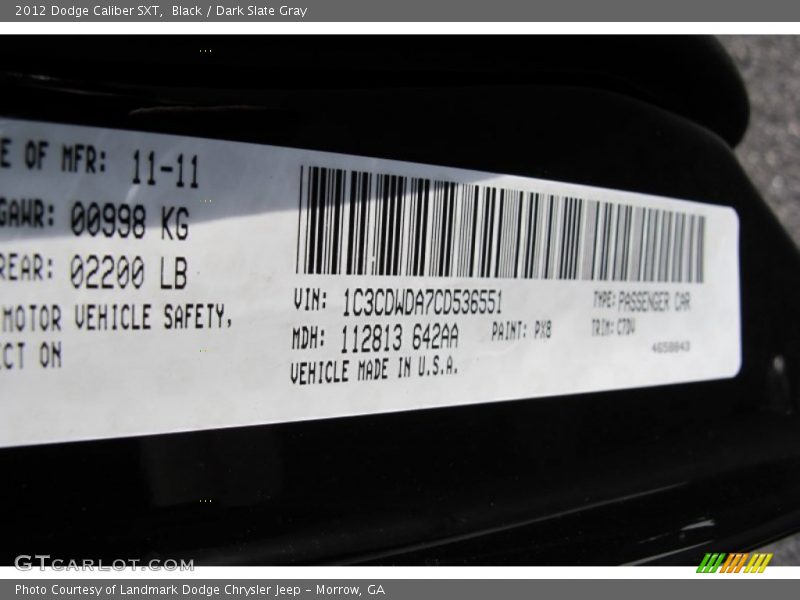 2012 Dodge Caliber SXT, Black / Dark Slate Gray
E OF MFR: 11-11
GAWR: 00998 KG
REAR: 02200 LB
MOTOR VEHICLE SAFETY,
CT ON
VIN: 1C3CDWDA7CD536551
TYPE: PASSENGER CAR
MDH: 112813 642AA
PAINT: PX8
TRIM: C7DV
VEHICLE MADE IN U.S.A.
4658043
GTCARLOT.COM
Photo Courtesy of Landmark Dodge Chrysler Jeep – Morrow, GA